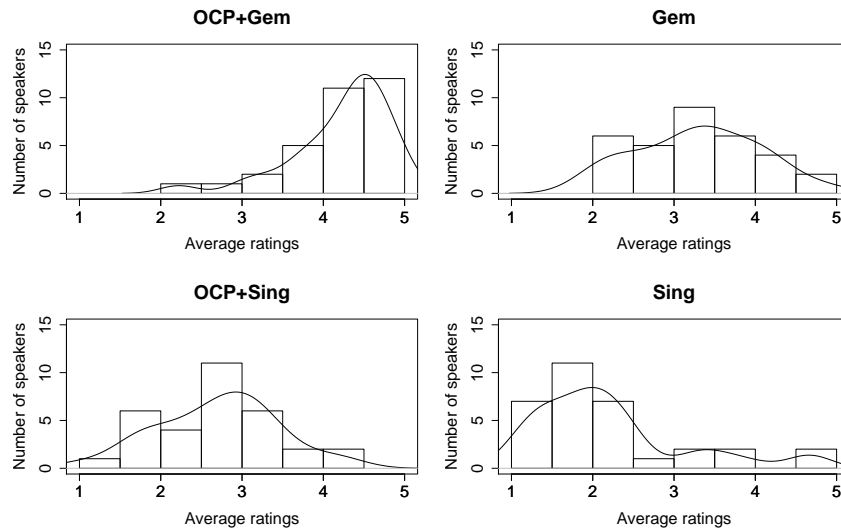 OCP+Gem
Number of speakers
0 5 10 15
1 2 3 4 5
Average ratings
Gem
Number of speakers
0 5 10 15
1 2 3 4 5
Average ratings
OCP+Sing
Number of speakers
0 5 10 15
1 2 3 4 5
Average ratings
Sing
Number of speakers
0 5 10 15
1 2 3 4 5
Average ratings